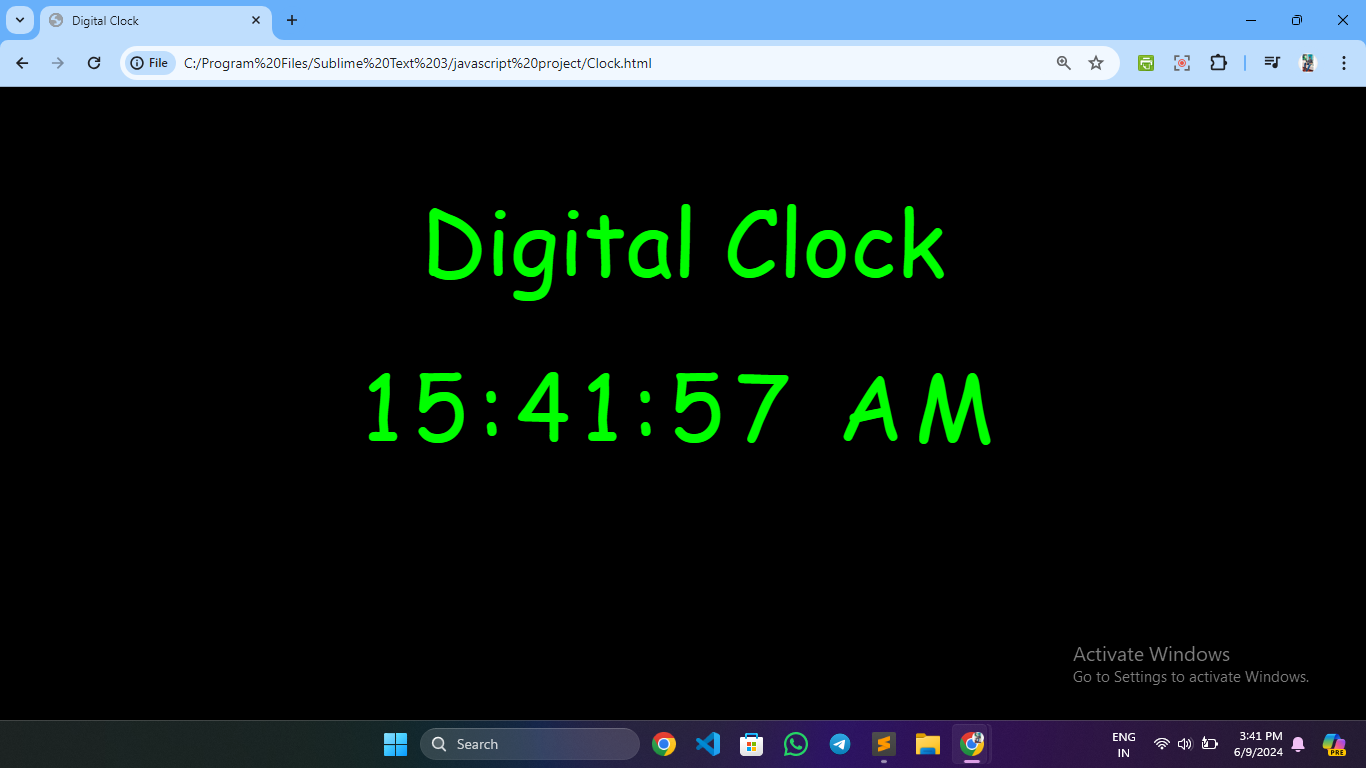 Digital Clock
File
C:/Program%20Files/Sublime%20Text%203/javascript%20project/Clock.html
Digital Clock
15:41:57 AM
Activate Windows
Go to Settings to activate Windows.
Search
ENG
IN
3:41 PM
6/9/2024
PRE